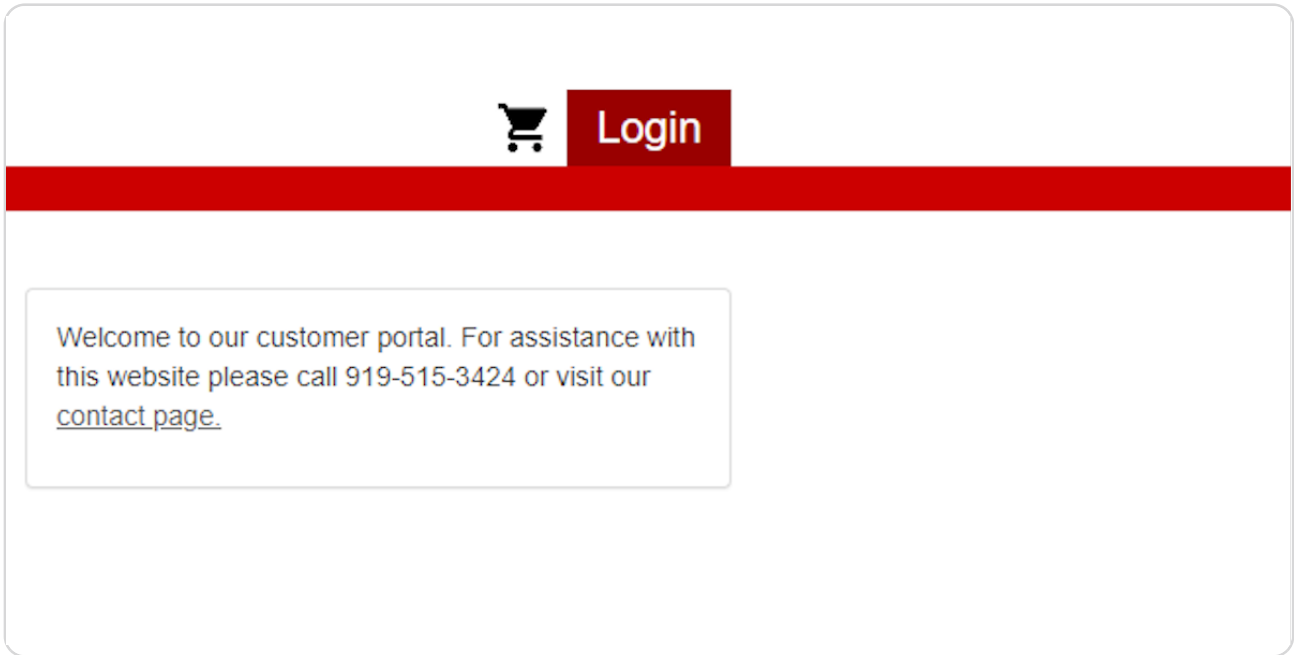 Login
Welcome to our customer portal. For assistance with
this website please call 919-515-3424 or visit our
contact page.